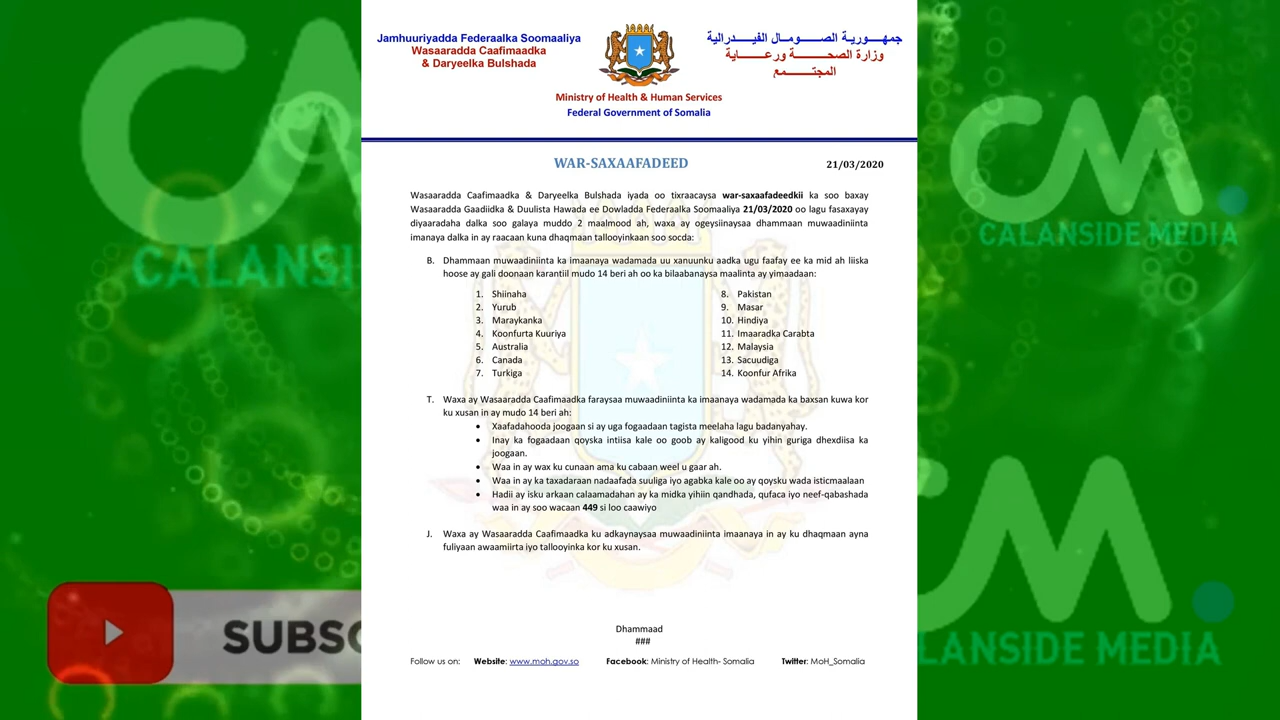 Jamhuuriyadda Federaalka Soomaaliya
Wasaaradda Caafimaadka
& Daryeelka Bulshada
جمهورية الصومال الفيدرالية
وزارة الصحة ورعاية
المجتمع
Ministry of Health & Human Services
Federal Government of Somalia
WAR-SAXAAFADEED
21/03/2020
Wasaaradda Caafimaadka & Daryeelka Bulshada iyada oo tixraacaysa war-saxaafadeedkii ka soo baxay
Wasaaradda Gaadiidka & Duulista Hawada ee Dowladda Federaalka Soomaaliya 21/03/2020 oo lagu fasaxayay
diyaaradaha dalka soo galaya muddo 2 maalmood ah, waxa ay ogeysiinaysaa dhammaan muwaadiniinta
imanaya dalka in ay raacaan kuna dhaqmaan tallooyinkaan soo socda:
B. Dhammaan muwaadiniinta ka imaanaya wadamada uu xanuunku aadka ugu faafay ee ka mid ah liiska
hoose ay gali doonaan karantiil mudo 14 beri ah oo ka bilaabanaysa maalinta ay yimaadaan:
1. Shiinaha
2. Yurub
3. Maraykanka
4. Koonfurta Kuuriya
5. Australia
6. Canada
7. Turkiga
8. Pakistan
9. Masar
10. Hindiya
11. Imaaradka Carabta
12. Malaysia
13. Sacuudiga
14. Koonfur Afrika
T. Waxa ay Wasaaradda Caafimaadka faraysaa muwaadiniinta ka imaanaya wadamada ka baxsan kuwa kor
ku xusan in ay mudo 14 beri ah:
• Xaafadahooda joogaan si ay uga fogaadaan tagista meelaha lagu badanyahay.
• Inay ka fogaadaan qoyska intiisa kale oo goob ay kaligood ku yihin guriga dhexdiisa ka
joogaan.
• Waa in ay wax ku cunaan ama ku cabaan weel u gaar ah.
• Waa in ay ka taxadaraan nadaafada suuliga iyo agabka kale oo ay qoysku wada isticmaalaan
• Hadii ay isku arkaan calaamadahan ay ka midka yihiin qandhada, qufaca iyo neef-qabashada
waa in ay soo wacaan 449 si loo caawiyo
J. Waxa ay Wasaaradda Caafimaadka ku adkaynaysaa muwaadiniinta imaanaya in ay ku dhaqmaan ayna
fuliyaan awaamiirta iyo tallooyinka kor ku xusan.
Dhammaad
###
Follow us on: Website: www.moh.gov.so Facebook: Ministry of Health- Somalia Twitter: MoH_Somalia
CALANS
CM
CALANSIDE MEDIA
SUBSC
CM
ALANSIDE MEDIA